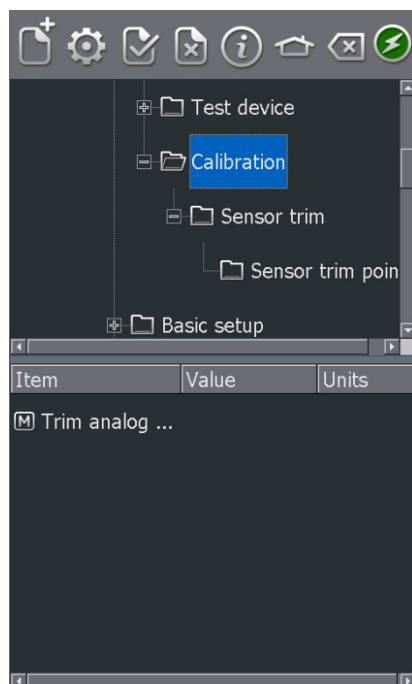 Test device
Calibration
Sensor trim
Sensor trim poin
Basic setup
Item Value Units
M Trim analog ...